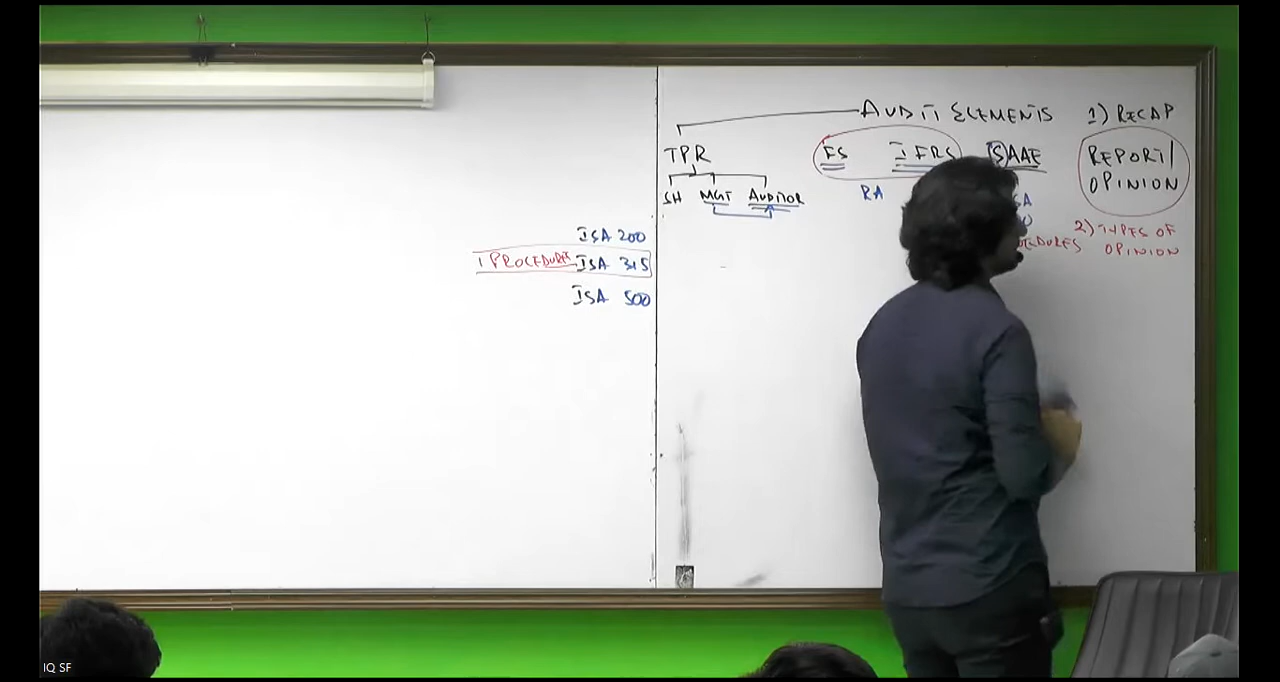 AUDIT ELEMENTS
1) RECAP
TPR
FS
IFRS
SAAE
REPORT/
OPINION
SH
MGT
AUDITOR
RA
2) TYPES OF
OPINION
ISA 200
1 PROCEDURES ISA 315
ISA 500
IQ SF